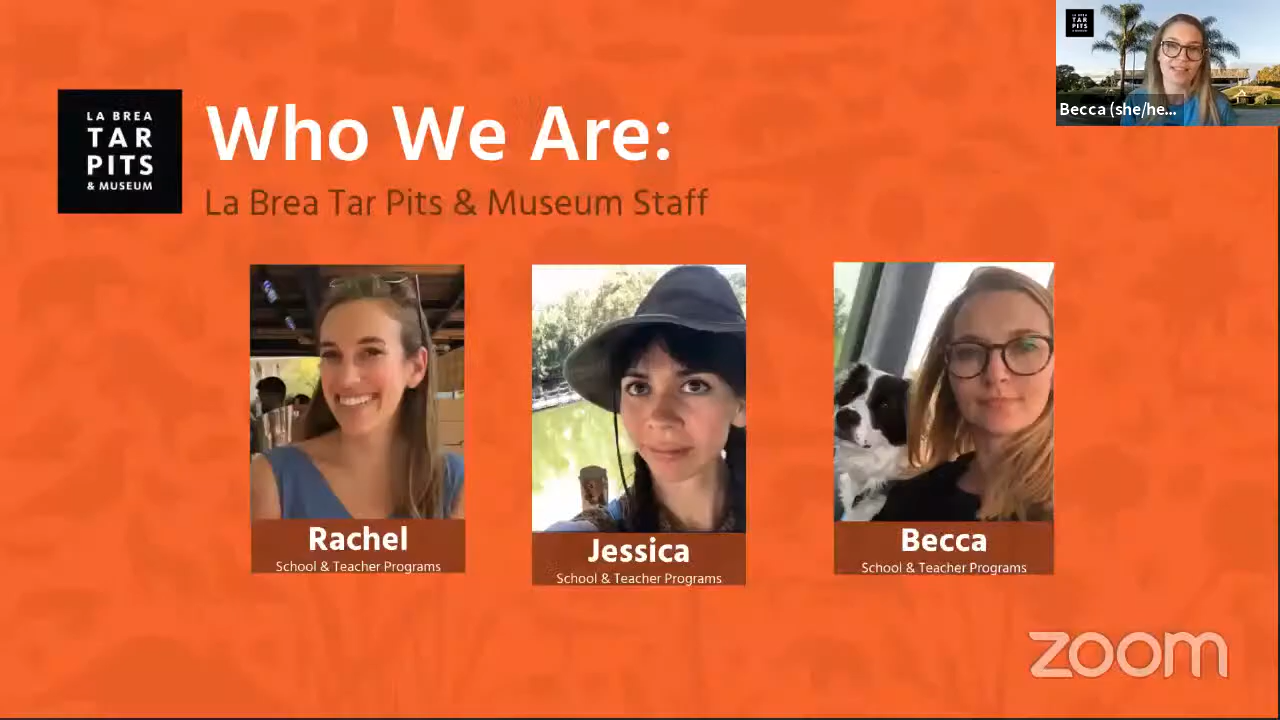 LA BREA
TAR
PITS
& MUSEUM
Who We Are:
La Brea Tar Pits & Museum Staff
LA BREA
TAR
PITS
& MUSEUM
Becca (she/he...
Rachel
School & Teacher Programs
Jessica
School & Teacher Programs
Becca
School & Teacher Programs
zoom